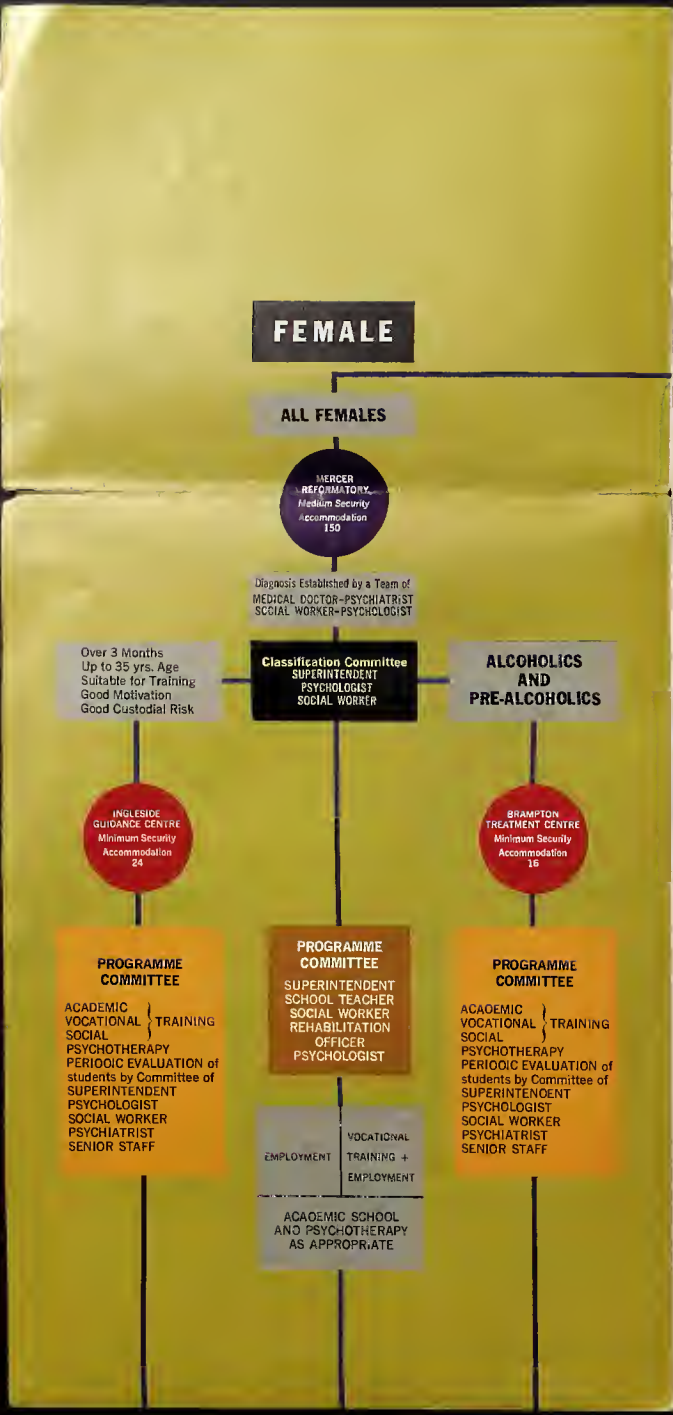 FEMALE
ALL FEMALES
MERCER
REFORMATORY
Medium Security
Accommodation
150
Diagnosis Established by a Team of
MEDICAL DOCTOR-PSYCHIATRIST
SOCIAL WORKER-PSYCHOLOGIST
Over 3 Months
Up to 35 yrs. Age
Suitable for Training
Good Motivation
Good Custodial Risk
Classification Committee
SUPERINTENDENT
PSYCHOLOGIST
SOCIAL WORKER
ALCOHOLICS
AND
PRE-ALCOHOLICS
INGLESIDE
GUIDANCE CENTRE
Minimum Security
Accommodation
24
BRAMPTON
TREATMENT CENTRE
Minimum Security
Accommodation
16
PROGRAMME
COMMITTEE
ACADEMIC
VOCATIONAL } TRAINING
SOCIAL
PSYCHOTHERAPY
PERIODIC EVALUATION of
students by Committee of
SUPERINTENDENT
PSYCHOLOGIST
SOCIAL WORKER
PSYCHIATRIST
SENIOR STAFF
PROGRAMME
COMMITTEE
SUPERINTENDENT
SCHOOL TEACHER
SOCIAL WORKER
REHABILITATION
OFFICER
PSYCHOLOGIST
EMPLOYMENT
VOCATIONAL
TRAINING +
EMPLOYMENT
ACADEMIC SCHOOL
AND PSYCHOTHERAPY
AS APPROPRIATE
PROGRAMME
COMMITTEE
ACADEMIC
VOCATIONAL } TRAINING
SOCIAL
PSYCHOTHERAPY
PERIODIC EVALUATION of
students by Committee of
SUPERINTENDENT
PSYCHOLOGIST
SOCIAL WORKER
PSYCHIATRIST
SENIOR STAFF